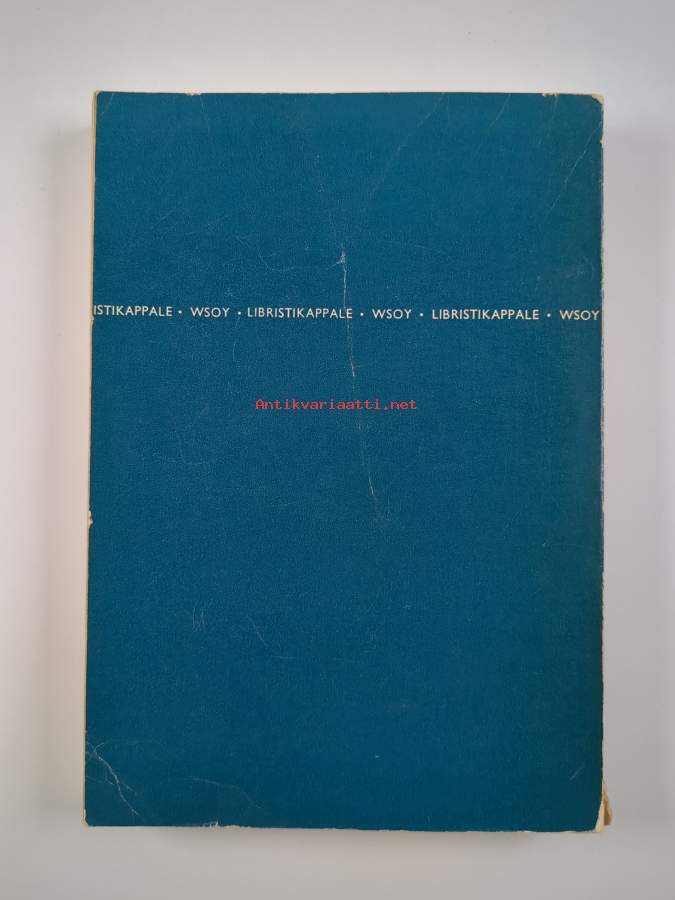 ISTIKAPPALE • WSOY • LIBRISTIKAPPALE • WSOY • LIBRISTIKAPPALE • WSOY
Antikvariaatti.net